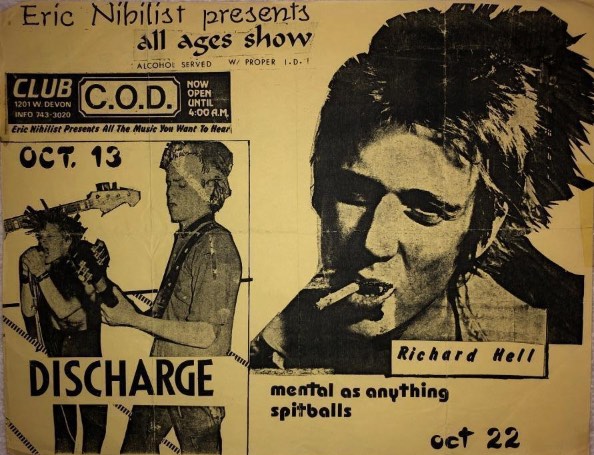 Eric Nihilist presents
all ages show
ALCOHOL SERVED W/ PROPER I.D.!
CLUB
1201 W. DEVON
INFO 743-3020
C.O.D.
NOW
OPEN
UNTIL
4:00 A.M.
Eric Nihilist Presents All The Music You Want To Hear
OCT. 13
DISCHARGE
Richard Hell
mental as anything
spitballs
oct 22